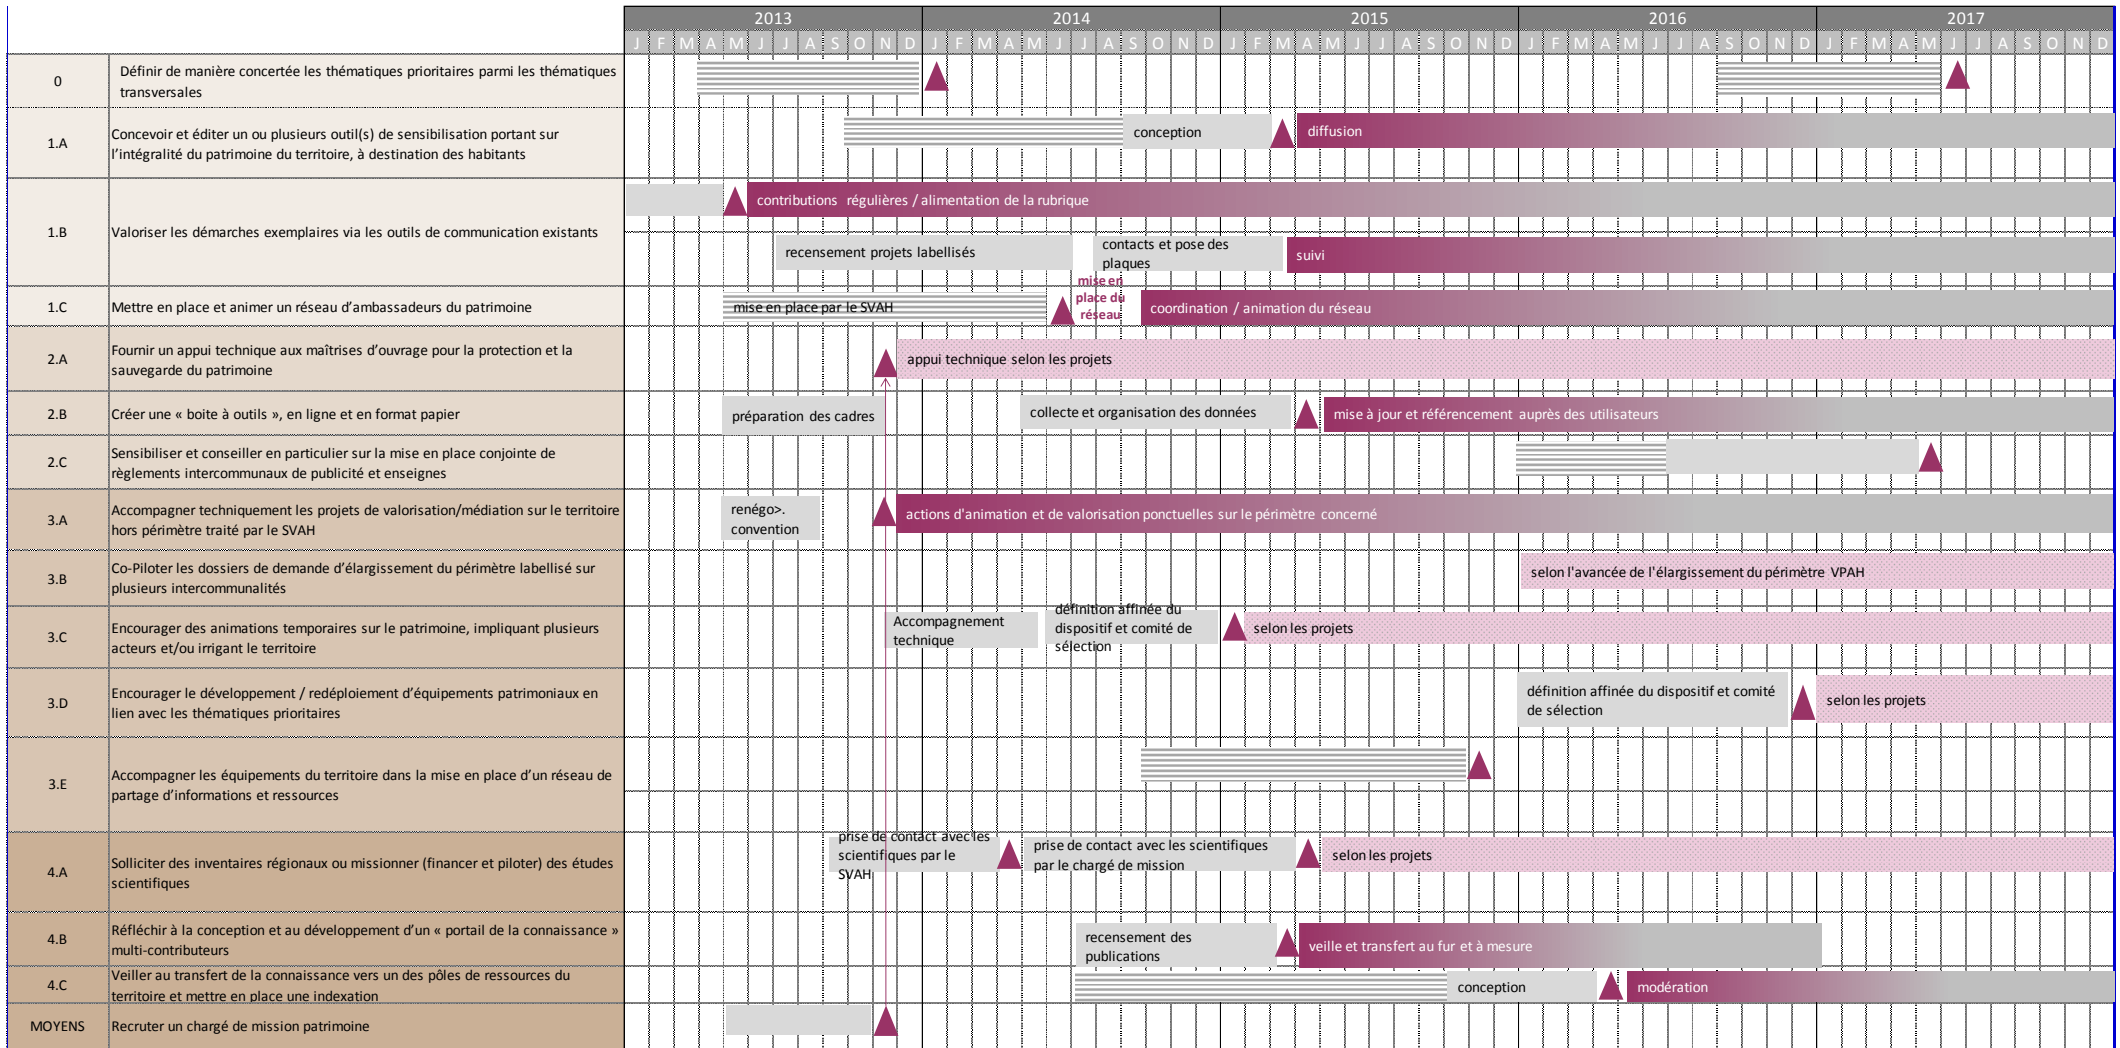 2013 2014 2015 2016 2017
J F M A M J J A S O N D J F M A M J J A S O N D J F M A M J J A S O N D J F M A M J J A S O N D J F M A M J J A S O N D
0
Définir de manière concertée les thématiques prioritaires parmi les thématiques
transversales
1.A
Concevoir et éditer un ou plusieurs outil(s) de sensibilisation portant sur
l'intégralité du patrimoine du territoire, à destination des habitants
conception
diffusion
1.B
Valoriser les démarches exemplaires via les outils de communication existants
contributions régulières / alimentation de la rubrique
recensement projets labellisés
contacts et pose des
plaques
suivi
1.C
Mettre en place et animer un réseau d'ambassadeurs du patrimoine
mise en place par le SVAH
mise en
place du
réseau
coordination / animation du réseau
2.A
Fournir un appui technique aux maîtrises d'ouvrage pour la protection et la
sauvegarde du patrimoine
appui technique selon les projets
2.B
Créer une « boite à outils », en ligne et en format papier
préparation des cadres
collecte et organisation des données
mise à jour et référencement auprès des utilisateurs
2.C
Sensibiliser et conseiller en particulier sur la mise en place conjointe de
règlements intercommunaux de publicité et enseignes
3.A
Accompagner techniquement les projets de valorisation/médiation sur le territoire
hors périmètre traité par le SVAH
renégo>.
convention
actions d'animation et de valorisation ponctuelles sur le périmètre concerné
3.B
Co-Piloter les dossiers de demande d'élargissement du périmètre labellisé sur
plusieurs intercommunalités
selon l'avancée de l'élargissement du périmètre VPAH
3.C
Encourager des animations temporaires sur le patrimoine, impliquant plusieurs
acteurs et/ou irrigant le territoire
Accompagnement
technique
définition affinée du
dispositif et comité de
sélection
selon les projets
3.D
Encourager le développement / redéploiement d'équipements patrimoniaux en
lien avec les thématiques prioritaires
définition affinée du dispositif et comité
de sélection
selon les projets
3.E
Accompagner les équipements du territoire dans la mise en place d'un réseau de
partage d'informations et ressources
4.A
Solliciter des inventaires régionaux ou missionner (financer et piloter) des études
scientifiques
prise de contact avec les
scientifiques par le
SVAH
prise de contact avec les scientifiques
par le chargé de mission
selon les projets
4.B
Réfléchir à la conception et au développement d'un « portail de la connaissance »
multi-contributeurs
recensement des
publications
veille et transfert au fur et à mesure
4.C
Veiller au transfert de la connaissance vers un des pôles de ressources du
territoire et mettre en place une indexation
conception
modération
MOYENS
Recruter un chargé de mission patrimoine